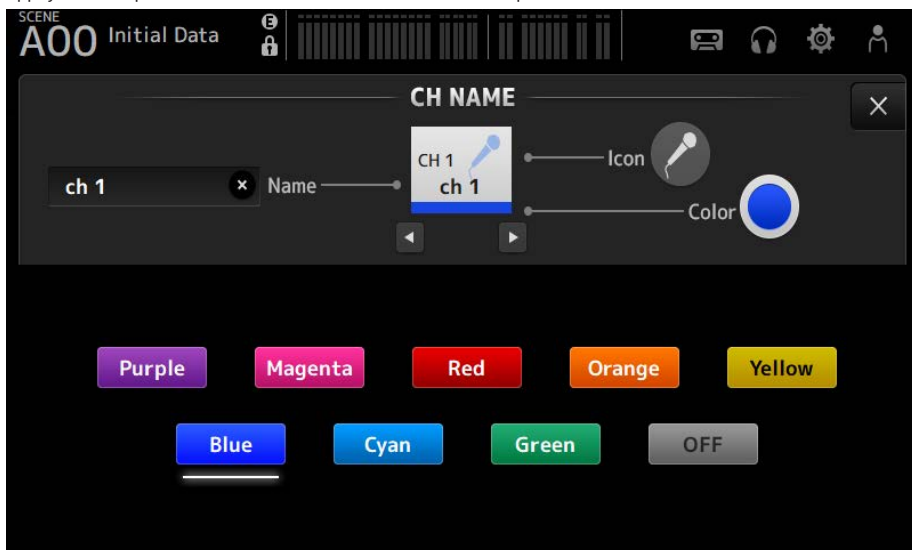 SCENE
A00 Initial Data
E
CH NAME
CH 1
ch 1
ch 1
Name
Icon
Color
Purple Magenta Red Orange Yellow
Blue Cyan Green OFF